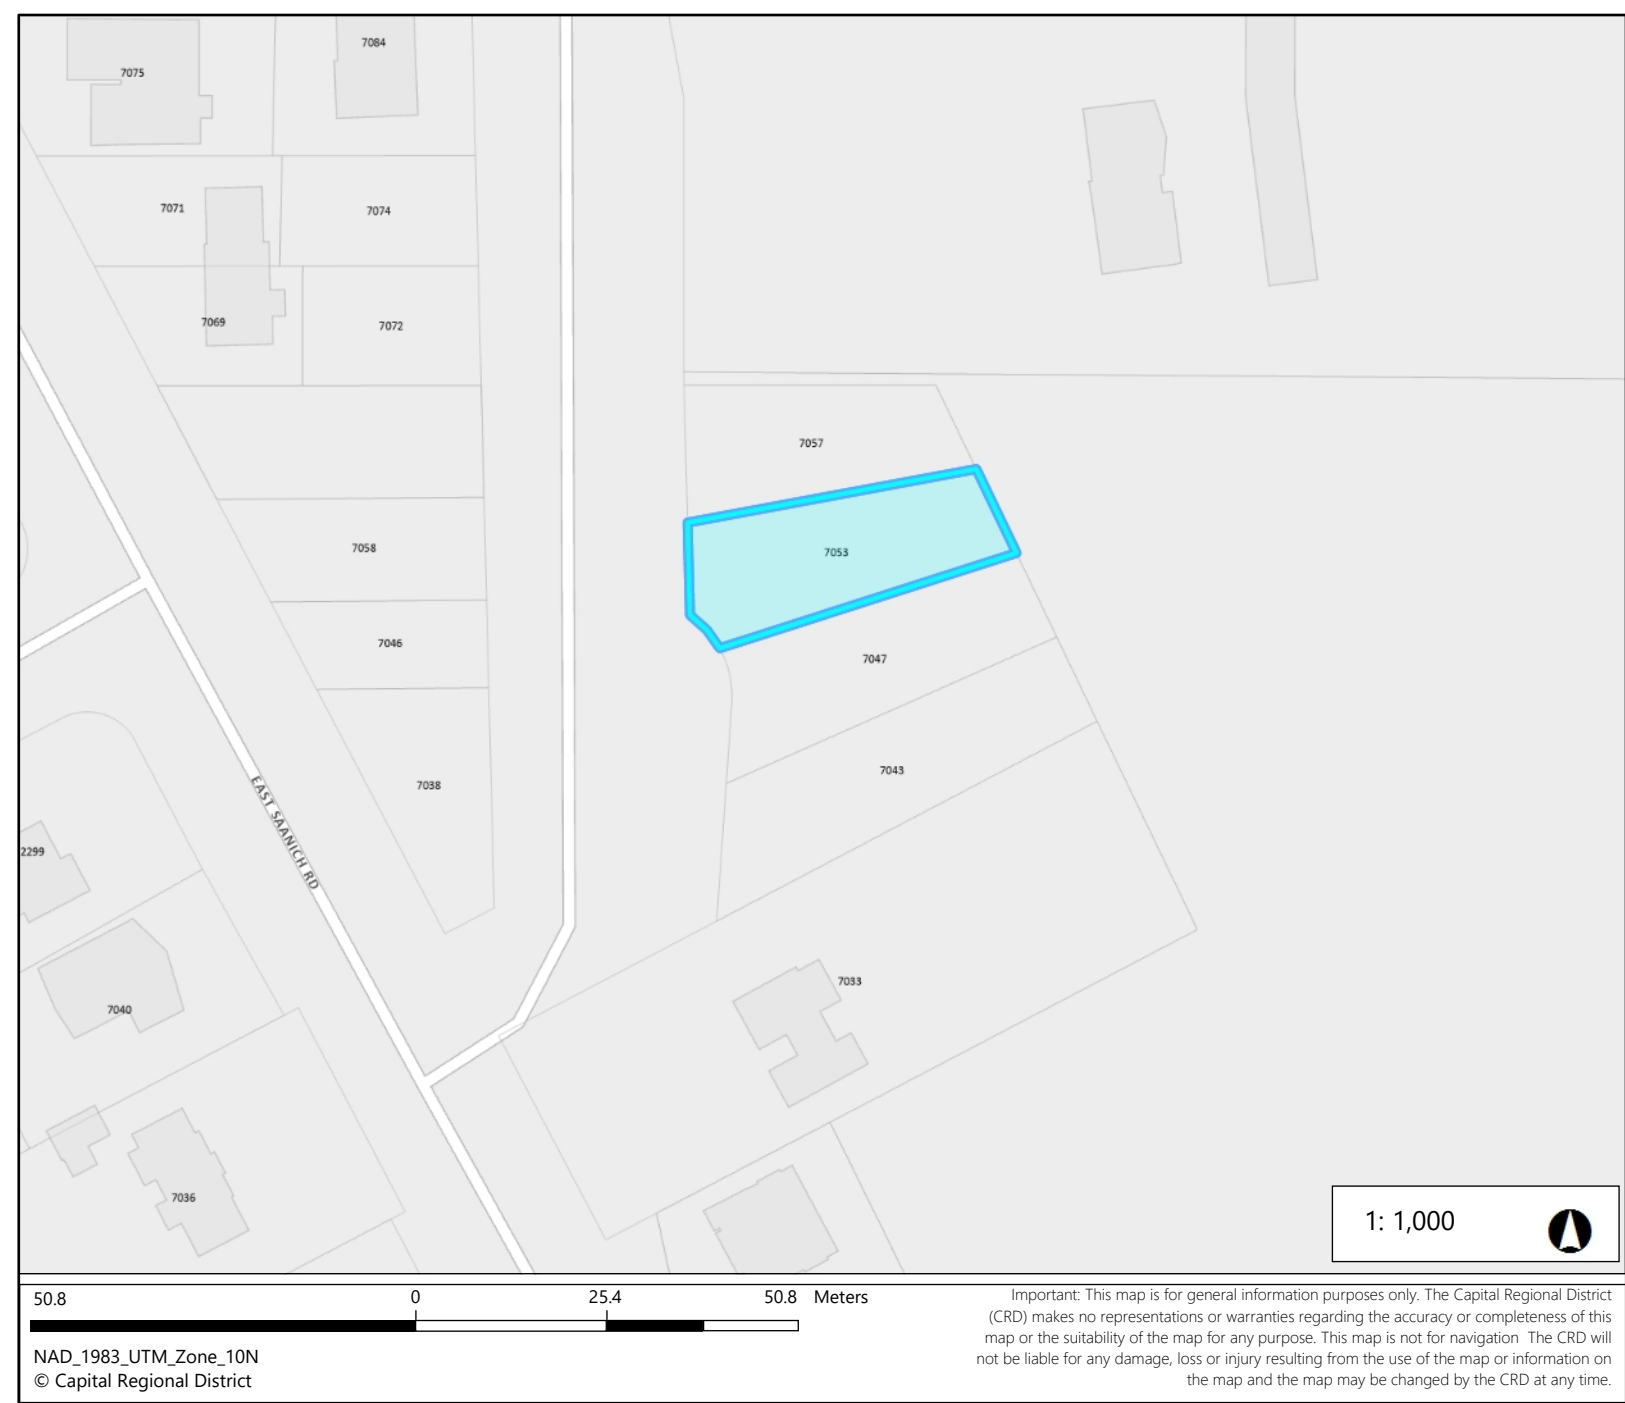 7084
7075
7071
7074
7069
7072
7057
7058
7053
7046
7047
7043
7038
EAST SAANICH RD
2299
7033
7040
7036
1: 1,000
50.8 0 25.4 50.8 Meters
NAD_1983_UTM_Zone_10N
© Capital Regional District
Important: This map is for general information purposes only. The Capital Regional District
(CRD) makes no representations or warranties regarding the accuracy or completeness of this
map or the suitability of the map for any purpose. This map is not for navigation The CRD will
not be liable for any damage, loss or injury resulting from the use of the map or information on
the map and the map may be changed by the CRD at any time.